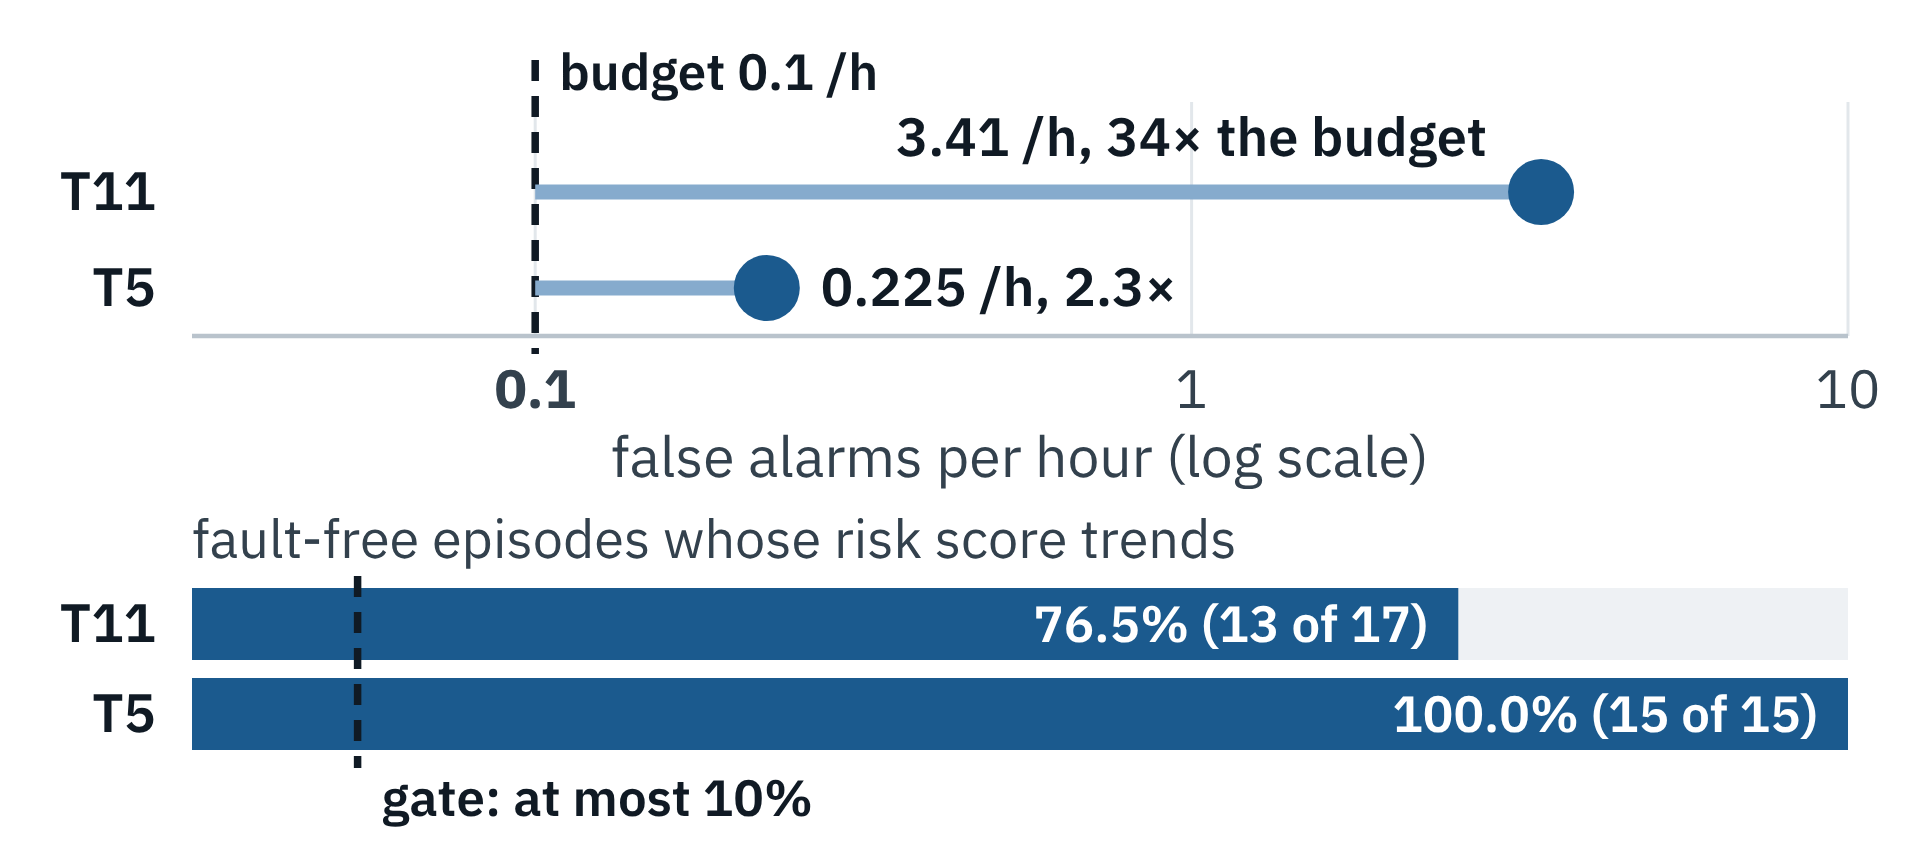 budget 0.1 /h
3.41 /h, 34× the budget
T11
T5
0.225 /h, 2.3×
0.1
1
10
false alarms per hour (log scale)
fault-free episodes whose risk score trends
T11
76.5% (13 of 17)
T5
100.0% (15 of 15)
gate: at most 10%